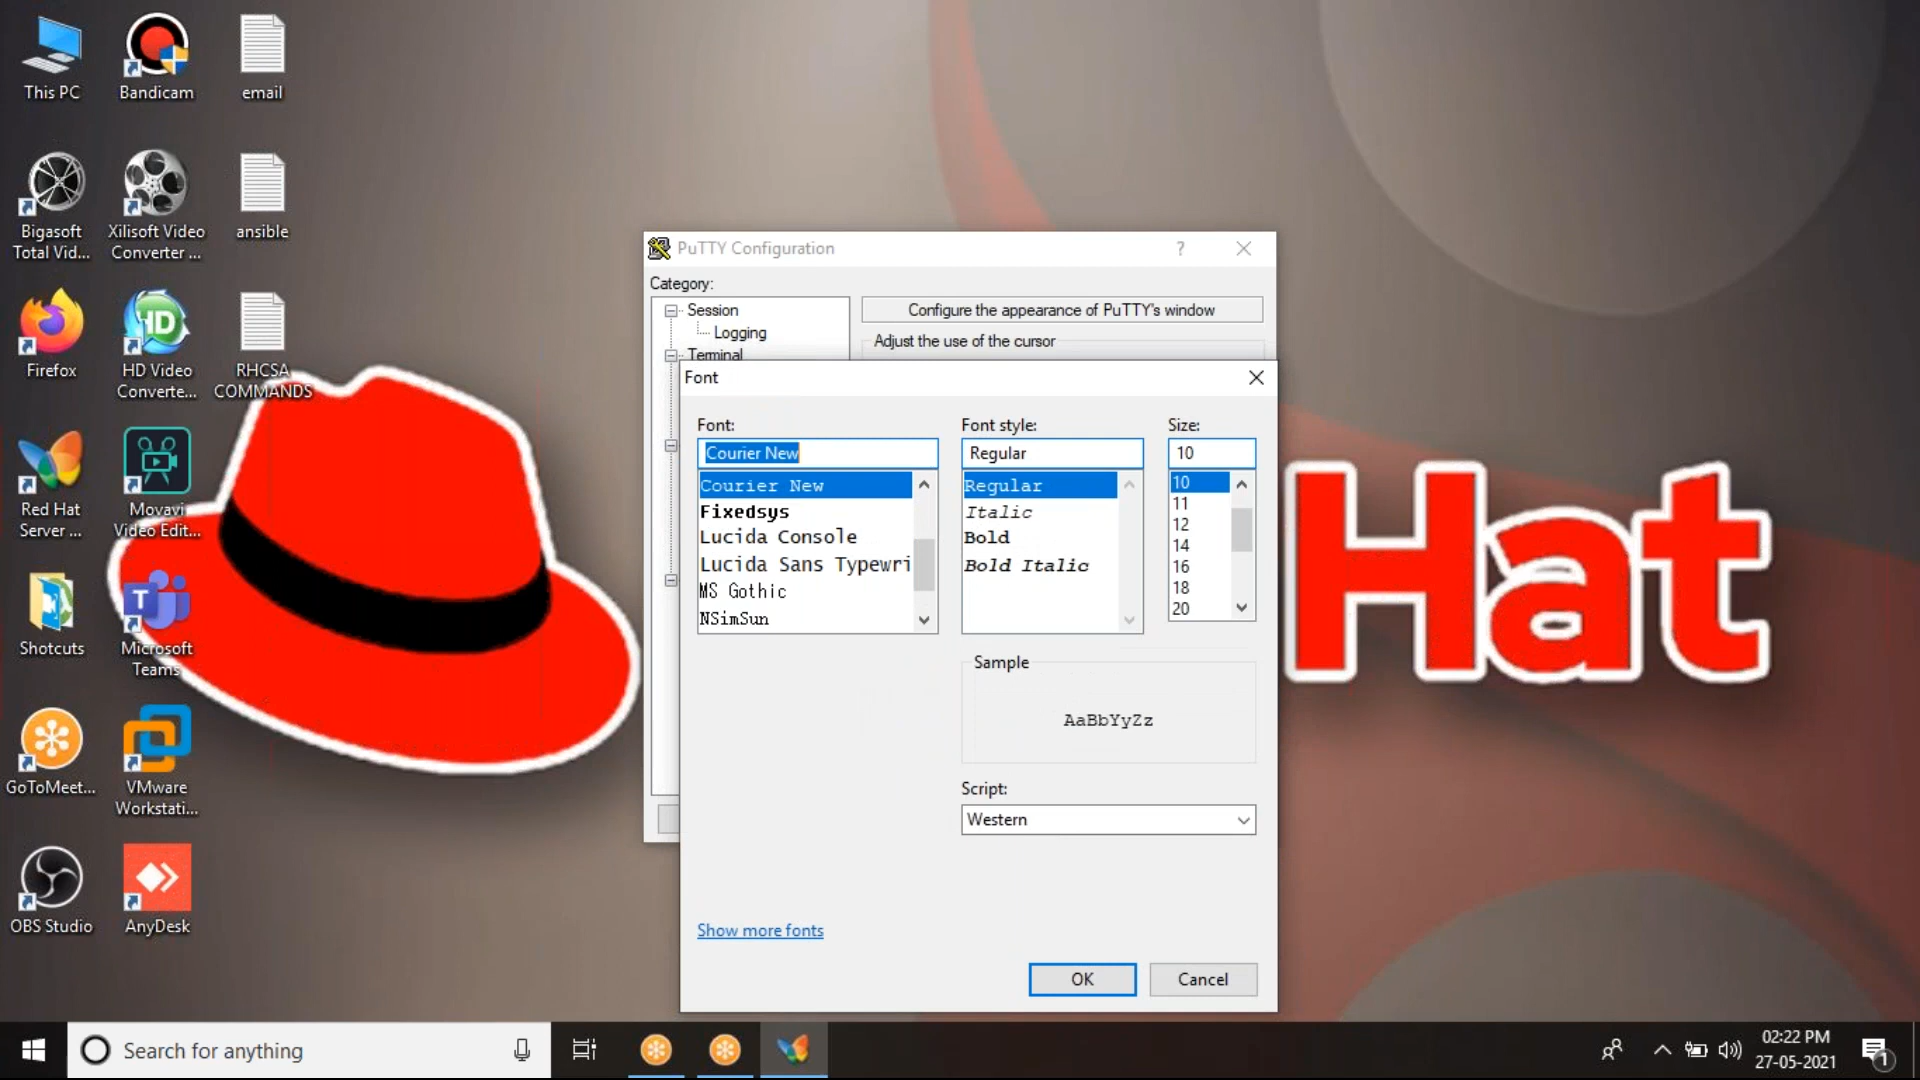 This PC
Bandicam
email
Bigasoft
Total Vid...
Xilisoft Video
Converter ...
ansible
Firefox
HD Video
Converte...
RHCSA
COMMANDS
Red Hat
Server ...
Movavi
Video Edit...
Shotcuts
Microsoft
Teams
GoToMeet...
VMware
Workstati...
OBS Studio
AnyDesk
HD
T
Hat
PuTTY Configuration
?
Category:
Session
Logging
Terminal
Configure the appearance of PuTTY's window
Adjust the use of the cursor
Font
Font:
Font style:
Size:
Courier New
Regular
10
Courier New
Fixedsys
Lucida Console
Lucida Sans Typewri
MS Gothic
NSimSun
Regular
Italic
Bold
Bold Italic
10
11
12
14
16
18
20
Sample
AaBbYyZz
Script:
Western
Show more fonts
OK
Cancel
Search for anything
02:22 PM
27-05-2021
1